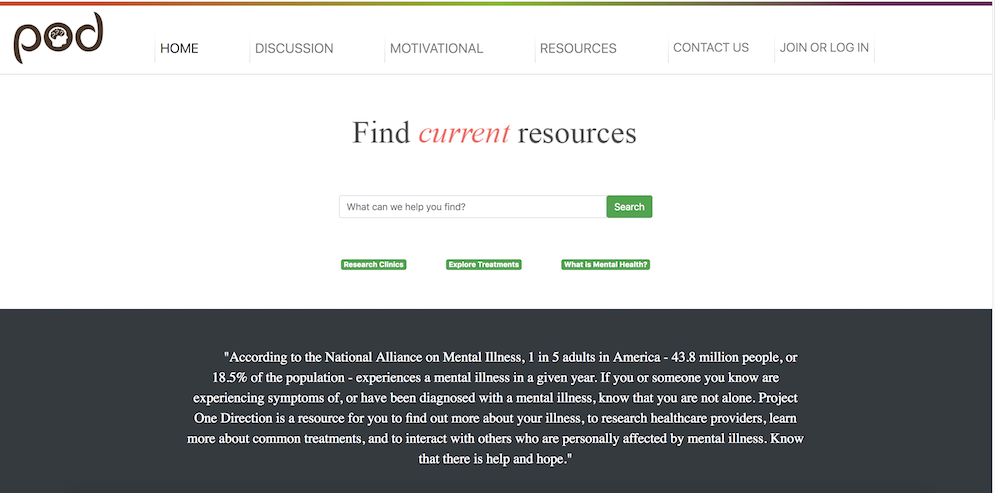 pod
HOME
DISCUSSION
MOTIVATIONAL
RESOURCES
CONTACT US
JOIN OR LOG IN
Find current resources
What can we help you find?
Search
Research Clinics
Explore Treatments
What Is Mental Health?
"According to the National Alliance on Mental Illness, 1 in 5 adults in America - 43.8 million people, or
18.5% of the population - experiences a mental illness in a given year. If you or someone you know are
experiencing symptoms of, or have been diagnosed with a mental illness, know that you are not alone. Project
One Direction is a resource for you to find out more about your illness, to research healthcare providers, learn
more about common treatments, and to interact with others who are personally affected by mental illness. Know
that there is help and hope."